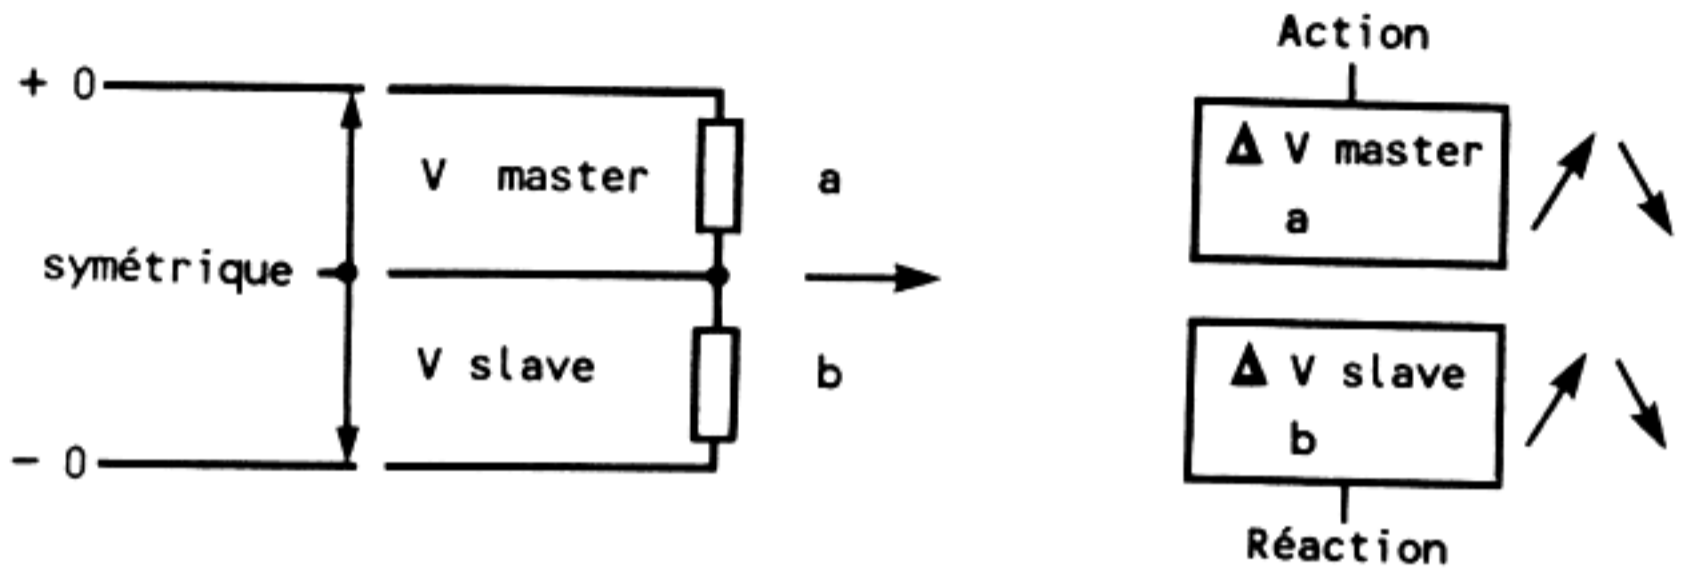 + 0
V master a
symétrique
V slave b
- 0
Action
Δ V master
a
Δ V slave
b
Réaction